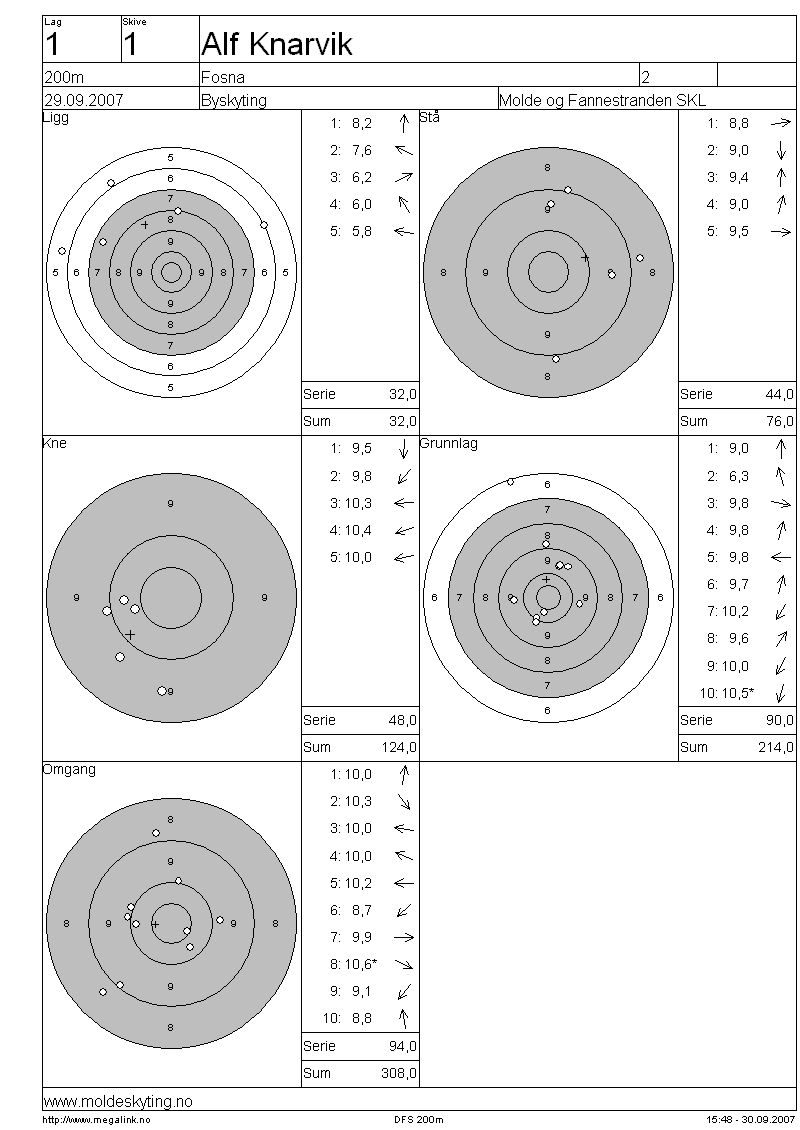 Lag Skive
1 1 Alf Knarvik
200m Fosna 2
29.09.2007 Byskyting Molde og Fannestranden SKL
Ligg
5
6
7
8
9
5 6 7 8 9 9 8 7 6 5
9
8
7
6
5
1: 8,2
2: 7,6
3: 6,2
4: 6,0
5: 5,8
Serie 32,0
Sum 32,0
Stå
8
9
8 9 8
9
8
1: 8,8
2: 9,0
3: 9,4
4: 9,0
5: 9,5
Serie 44,0
Sum 76,0
Kne
9
9 9
9
1: 9,5
2: 9,8
3: 10,3
4: 10,4
5: 10,0
Serie 48,0
Sum 124,0
Grunnlag
6
7
8
9
6 7 8 9 9 8 7 6
9
8
7
6
1: 9,0
2: 6,3
3: 9,8
4: 9,8
5: 9,8
6: 9,7
7: 10,2
8: 9,6
9: 10,0
10: 10,5*
Serie 90,0
Sum 214,0
Omgang
8
9
8 9 9 8
9
8
1: 10,0
2: 10,3
3: 10,0
4: 10,0
5: 10,2
6: 8,7
7: 9,9
8: 10,6*
9: 9,1
10: 8,8
Serie 94,0
Sum 308,0
www.moldeskyting.no
http://www.megalink.no DFS 200m 15:48 - 30.09.2007